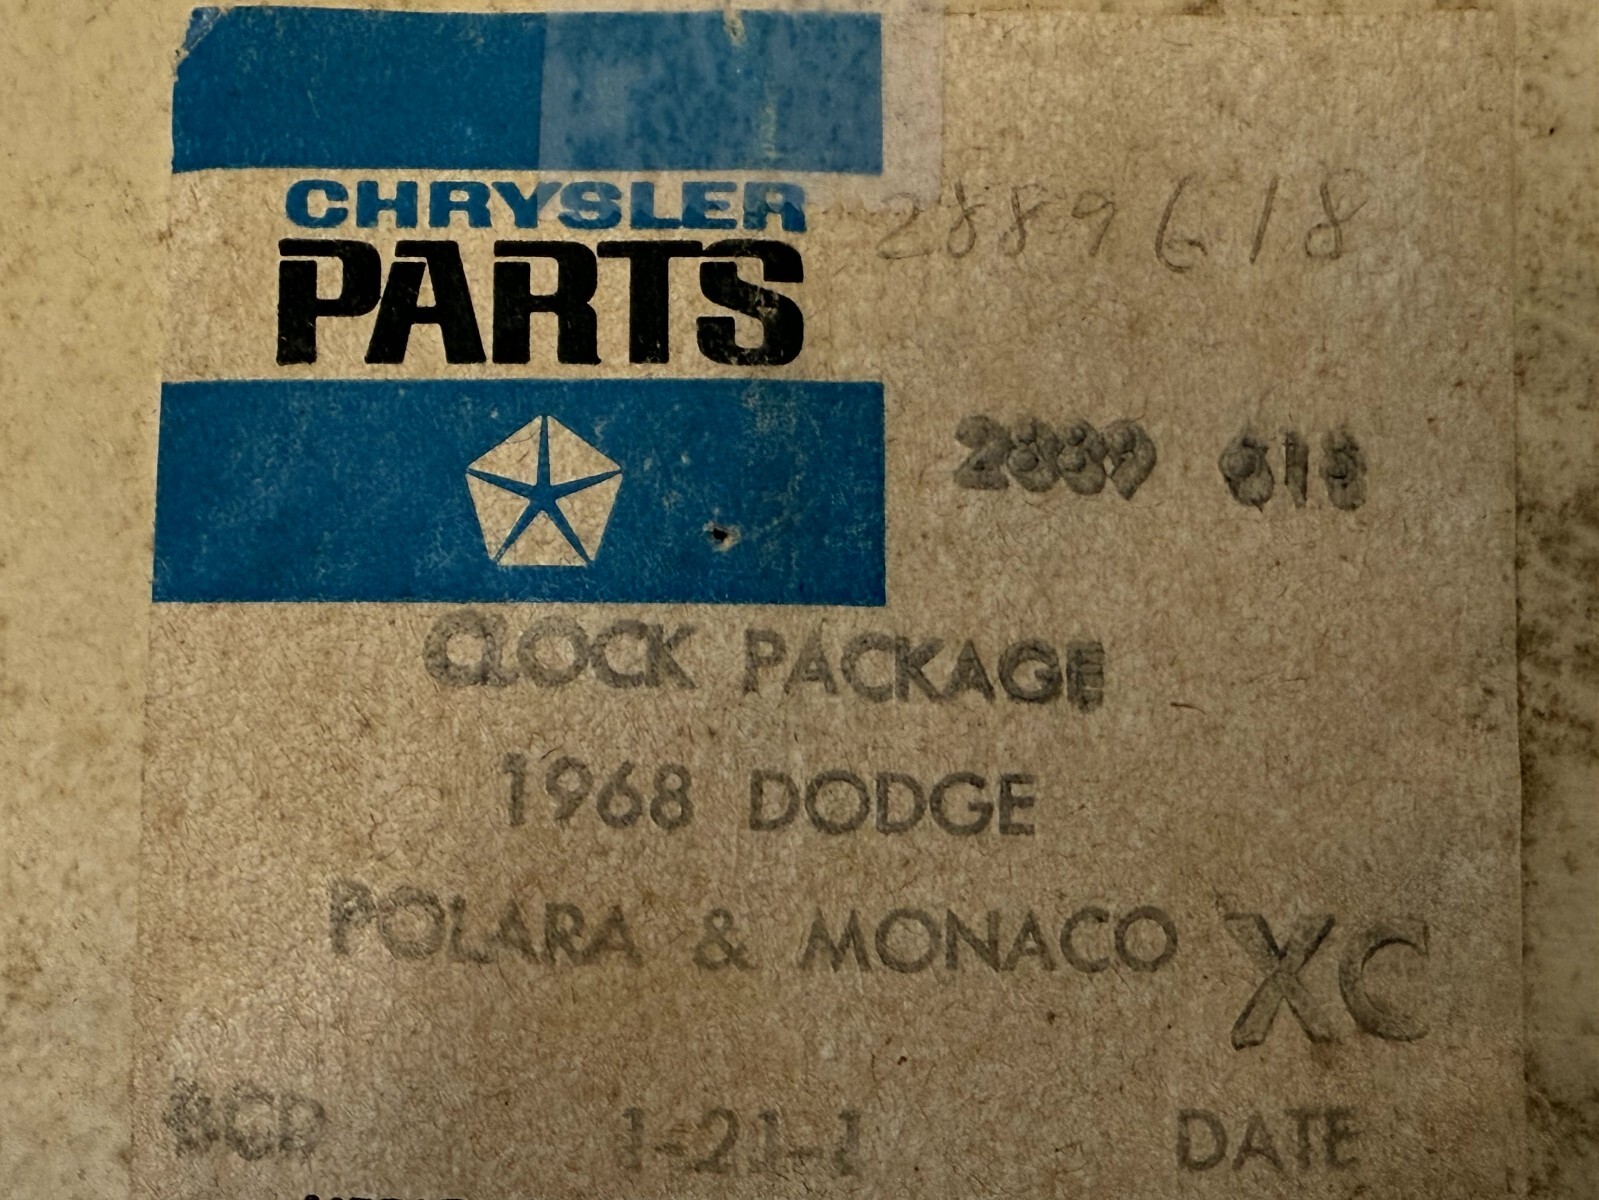 CHRYSLER
PARTS
2889618
2889 618
CLOCK PACKAGE
1968 DODGE
POLARA & MONACO XC
1-21-1 DATE